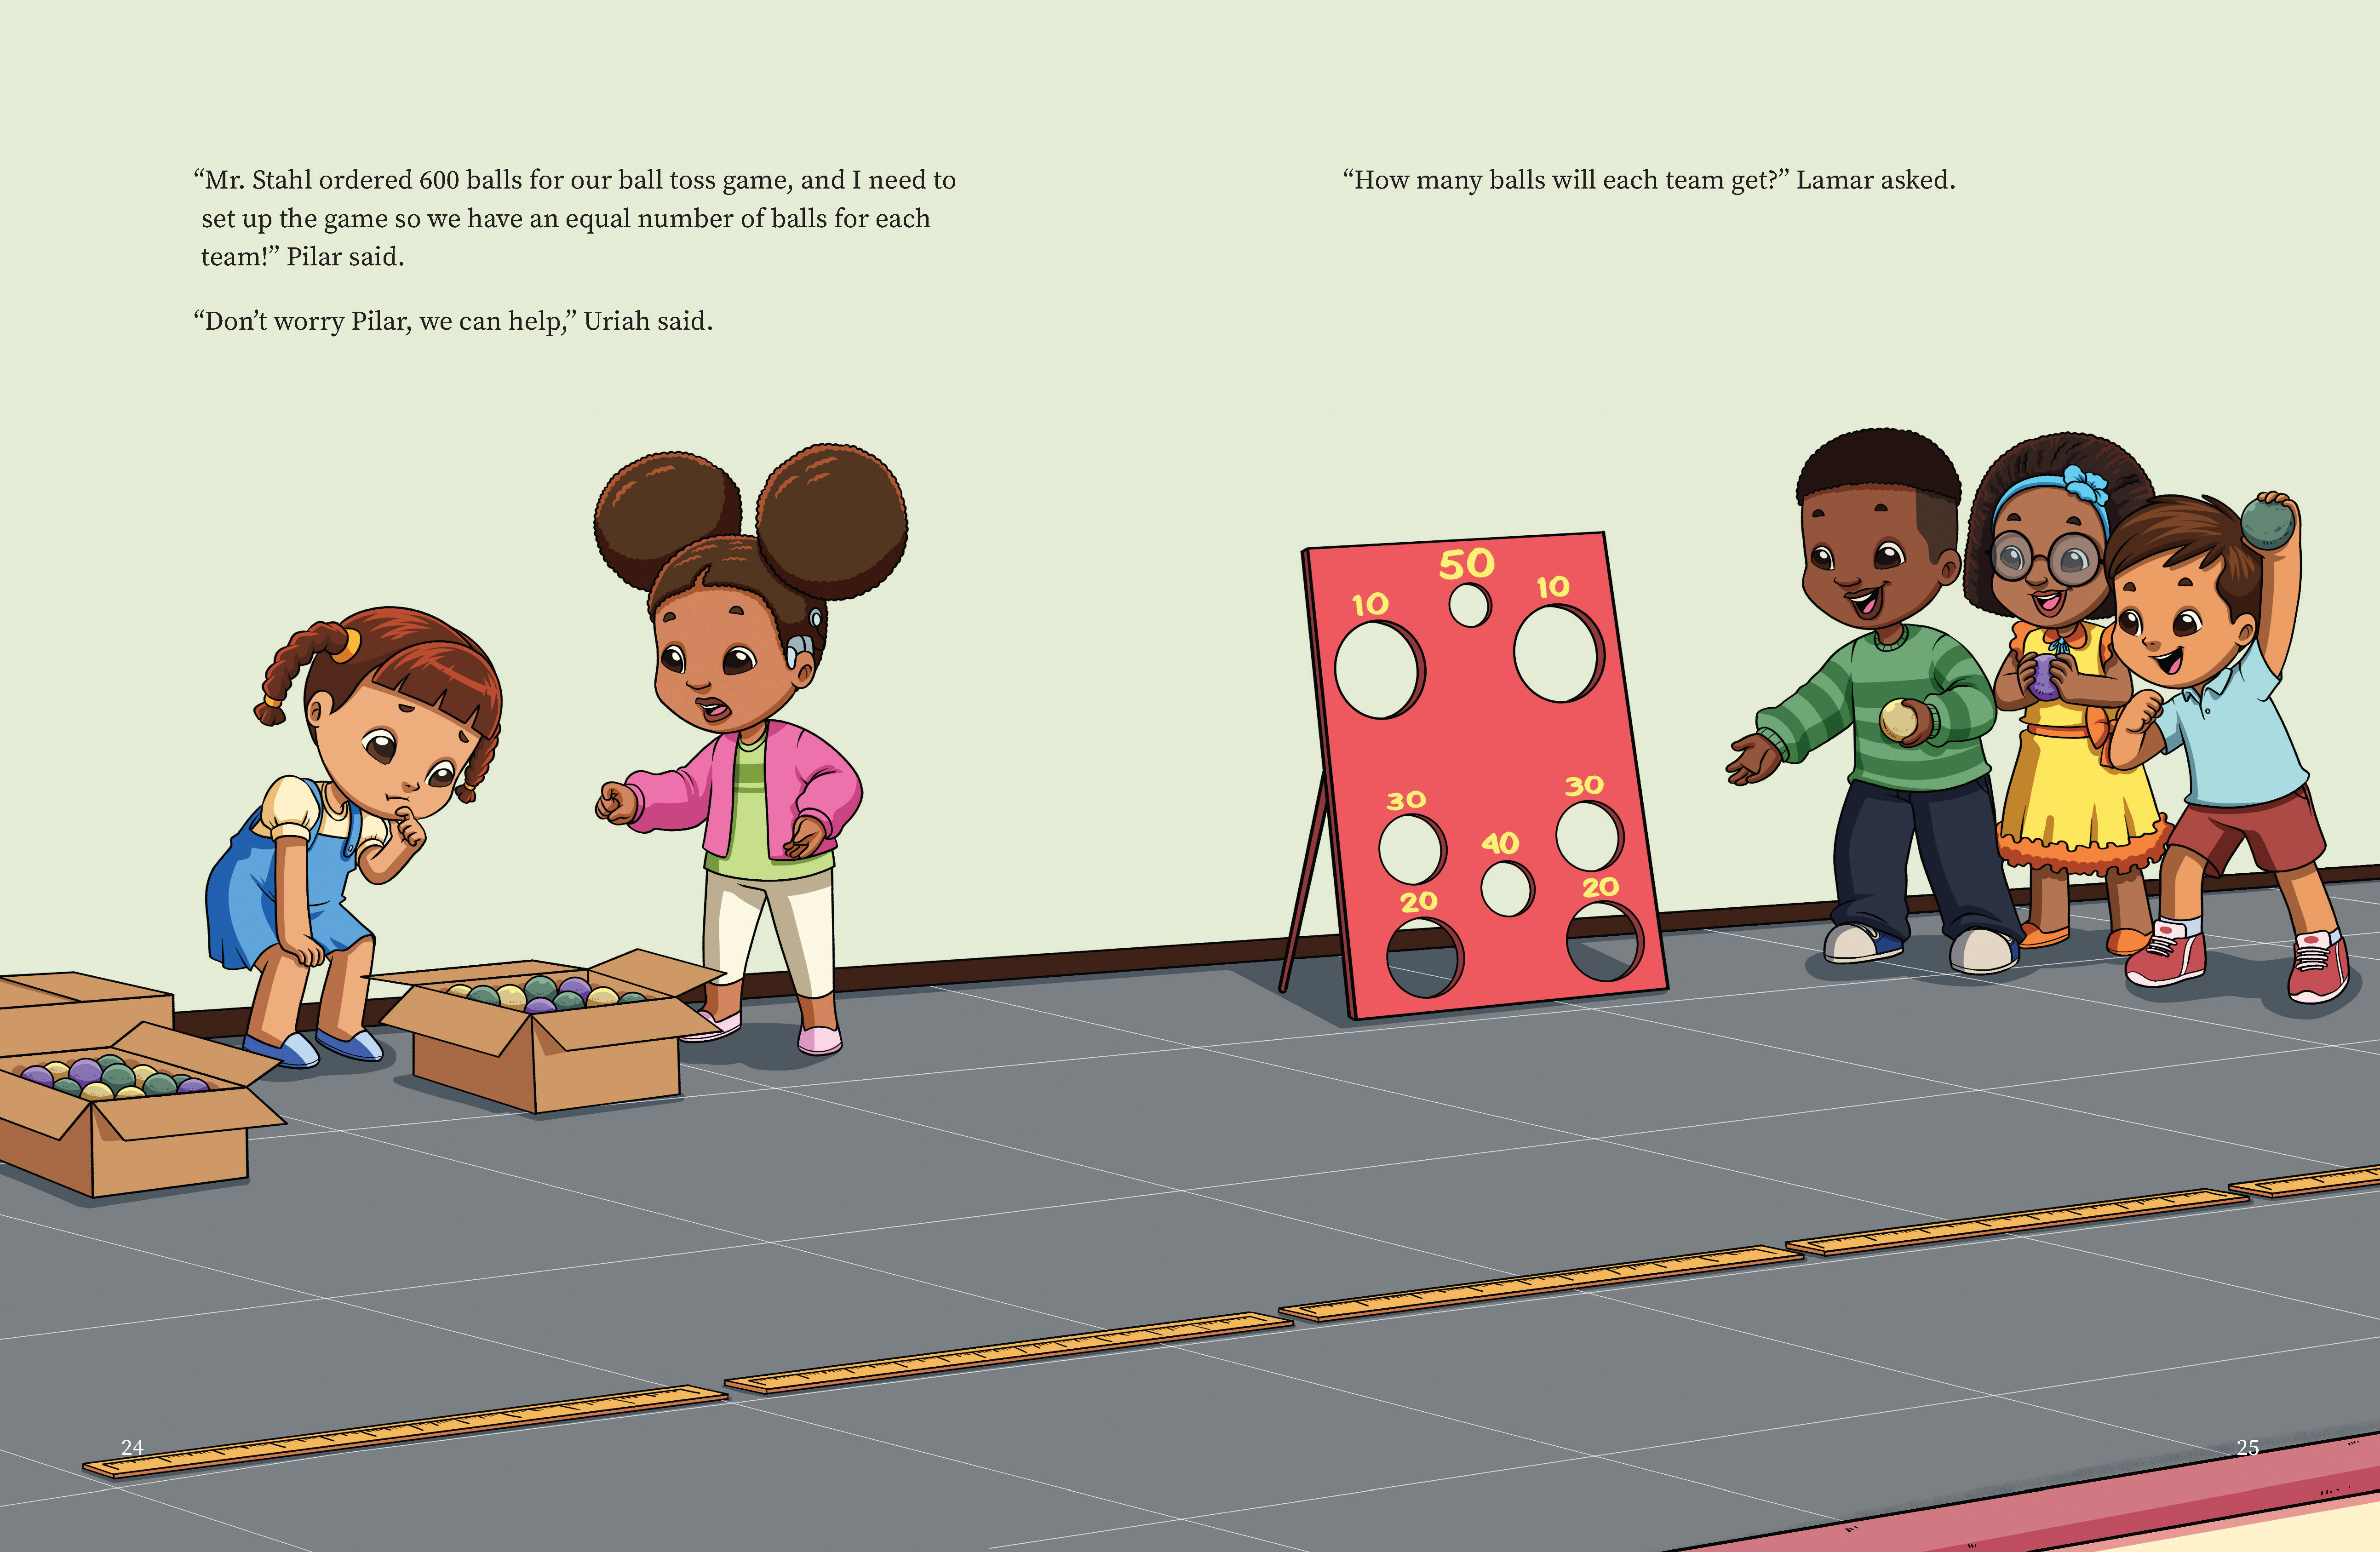 “Mr. Stahl ordered 600 balls for our ball toss game, and I need to
set up the game so we have an equal number of balls for each
team!” Pilar said.
“Don’t worry Pilar, we can help,” Uriah said.
“How many balls will each team get?” Lamar asked.
50
10
10
30
30
40
20
20
24
25